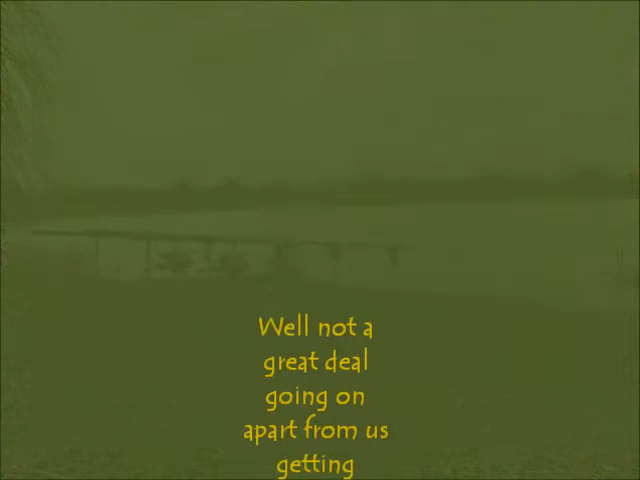 Well not a
great deal
going on
apart from us
getting